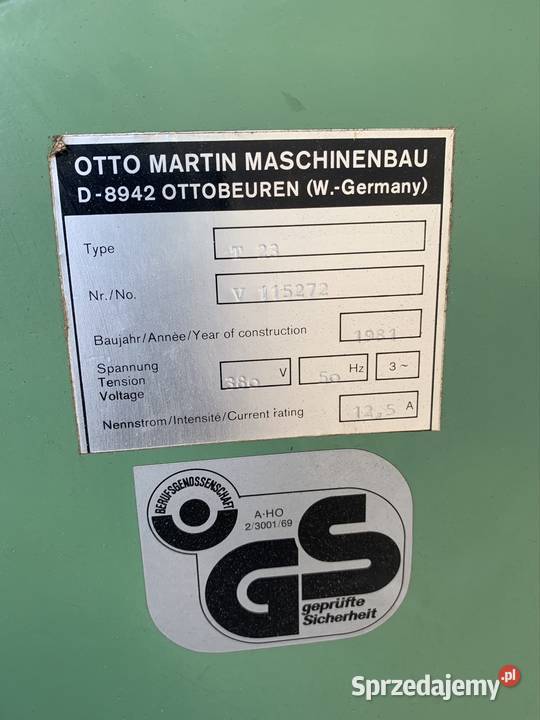 OTTO MARTIN MASCHINENBAU
D-8942 OTTOBEUREN (W.-Germany)
Type T 23
Nr./No. V 115272
Baujahr/Année/Year of construction 1981
Spannung
Tension 380 V 50 Hz 3~
Voltage
Nennstrom/Intensité/Current rating 12,5 A
BERUFSGENOSSENSCHAFT
A-HO
2/3001/69
GS
geprüfte
Sicherheit
Sprzedajemy.pl